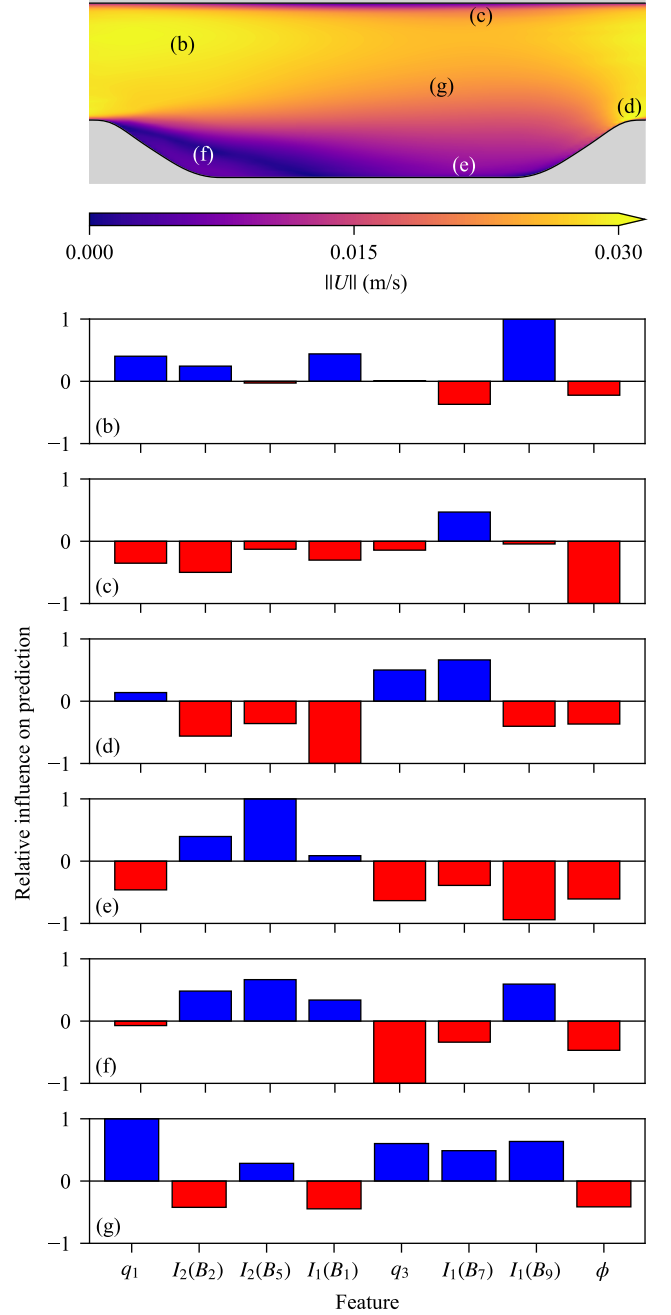 (c)
(b)
(g)
(d)
(f)
(e)
0.000 0.015 0.030
||U|| (m/s)
1
0
−1
(b)
1
0
−1
(c)
1
0
−1
(d)
Relative influence on prediction
1
0
−1
(e)
1
0
−1
(f)
1
0
−1
(g)
q₁ I₂(B₂) I₂(B₅) I₁(B₁) q₃ I₁(B₇) I₁(B₉) ϕ
Feature